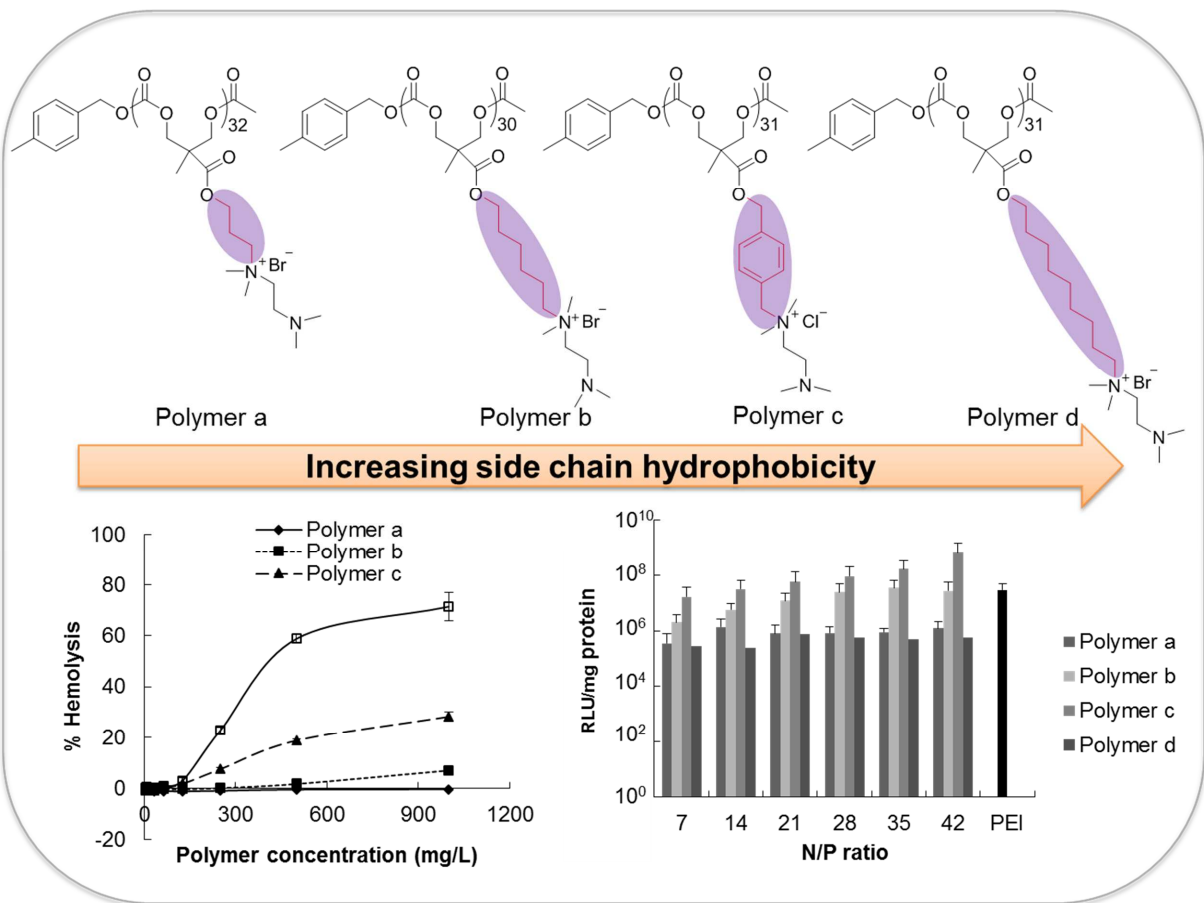 O
O
O
O
O
O
32
O
O
N
+
Br
−
N
Polymer a
O
O
O
O
O
O
30
O
O
N
+
Br
−
N
Polymer b
O
O
O
O
O
O
31
O
O
N
+
Cl
−
N
Polymer c
O
O
O
O
O
O
31
O
O
N
+
Br
−
N
Polymer d
Increasing side chain hydrophobicity
100
80
60
40
20
0
-20
% Hemolysis
Polymer a
Polymer b
Polymer c
0
300
600
900
1200
Polymer concentration (mg/L)
10¹⁰
10⁸
10⁶
10⁴
10²
10⁰
RLU/mg protein
7
14
21
28
35
42
PEI
N/P ratio
Polymer a
Polymer b
Polymer c
Polymer d